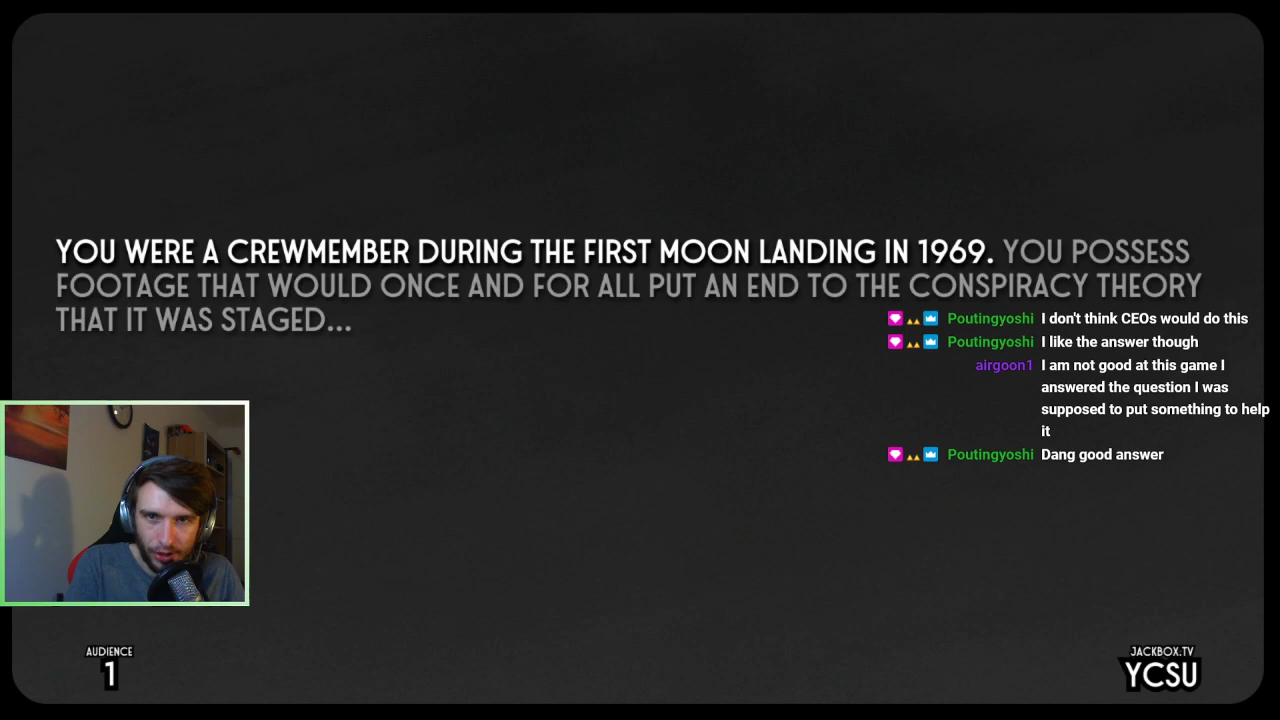 YOU WERE A CREWMEMBER DURING THE FIRST MOON LANDING IN 1969. YOU POSSESS
FOOTAGE THAT WOULD ONCE AND FOR ALL PUT AN END TO THE CONSPIRACY THEORY
THAT IT WAS STAGED...
Poutingyoshi I don't think CEOs would do this
Poutingyoshi I like the answer though
airgoon1 I am not good at this game I
answered the question I was
supposed to put something to help
it
Poutingyoshi Dang good answer
AUDIENCE
1
JACKBOX.TV
YCSU